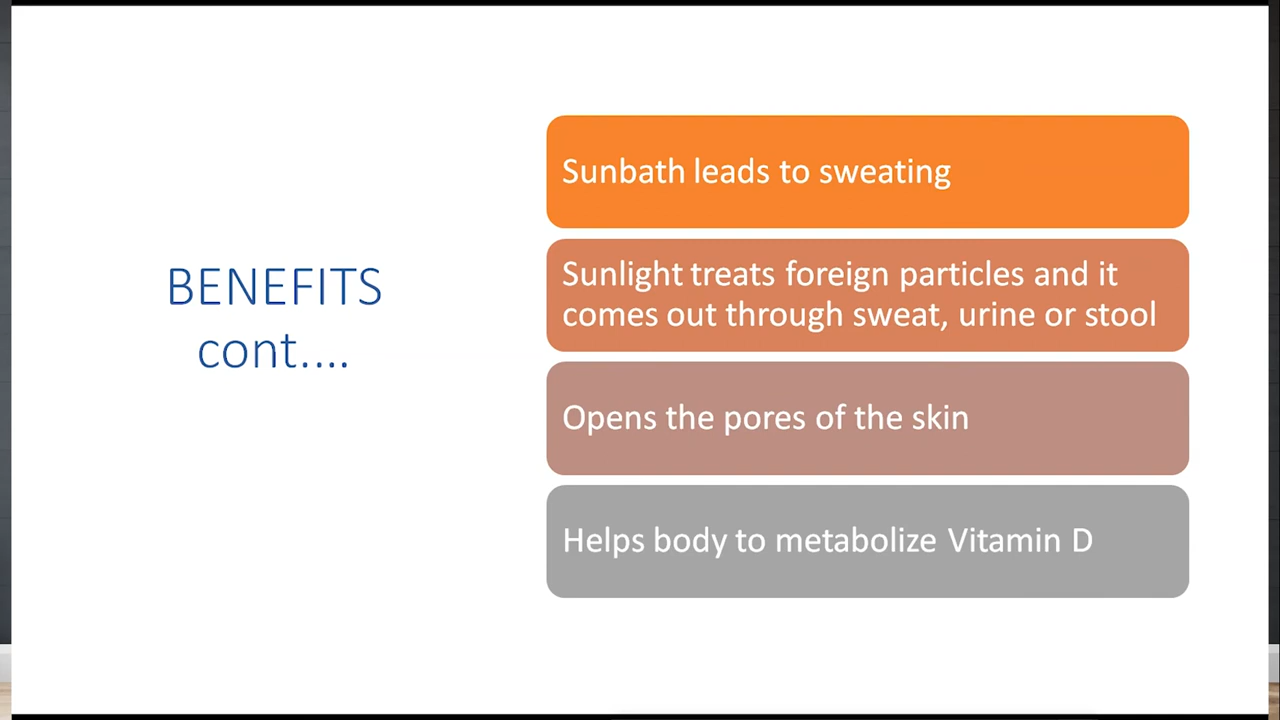 BENEFITS
cont....
Sunbath leads to sweating
Sunlight treats foreign particles and it
comes out through sweat, urine or stool
Opens the pores of the skin
Helps body to metabolize Vitamin D